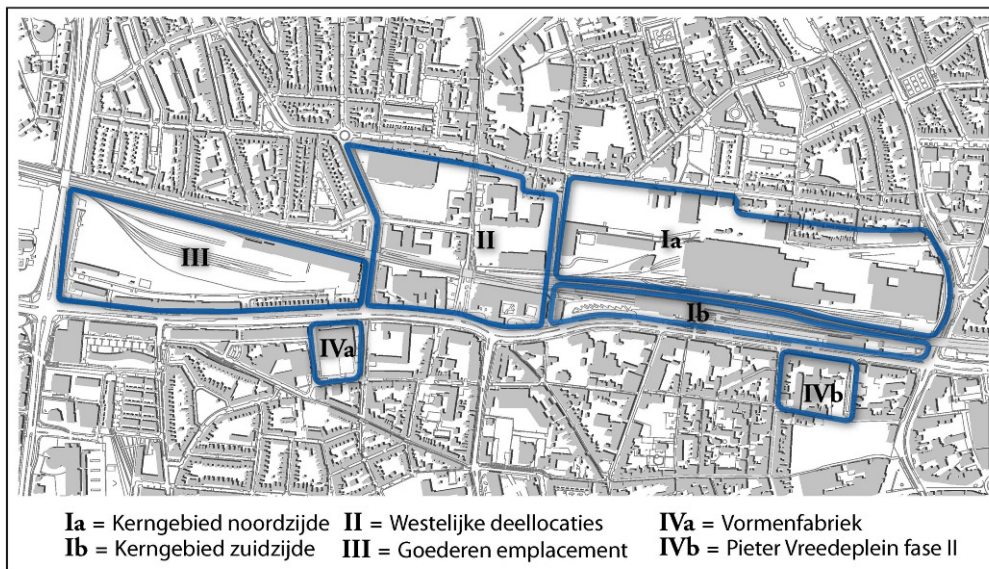 III
II
Ia
Ib
IVa
IVb
Ia = Kerngebied noordzijde II = Westelijke deellocaties IVa = Vormenfabriek
Ib = Kerngebied zuidzijde III = Goederen emplacement IVb = Pieter Vreedeplein fase II